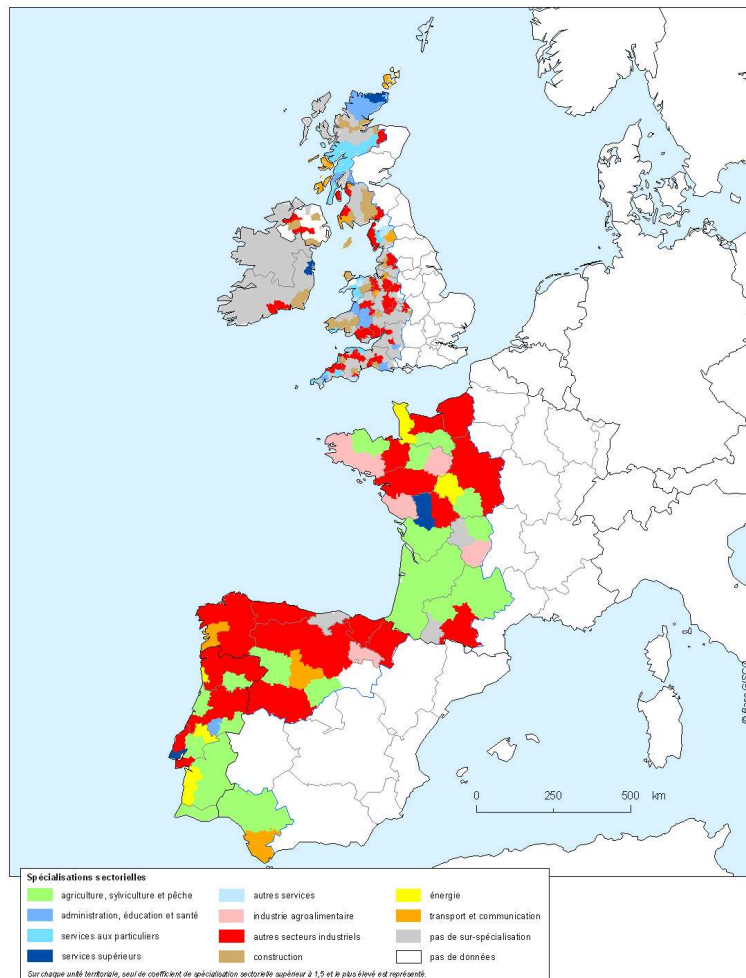 0 250 500 km
Spécialisations sectorielles
agriculture, sylviculture et pêche
autres services
énergie
administration, éducation et santé
industrie agroalimentaire
transport et communication
services aux particuliers
autres secteurs industriels
pas de sur-spécialisation
services supérieurs
construction
pas de données
Sur chaque unité territoriale, seul de coefficient de spécialisation sectorielle supérieur à 1,5 et le plus élevé est représenté.